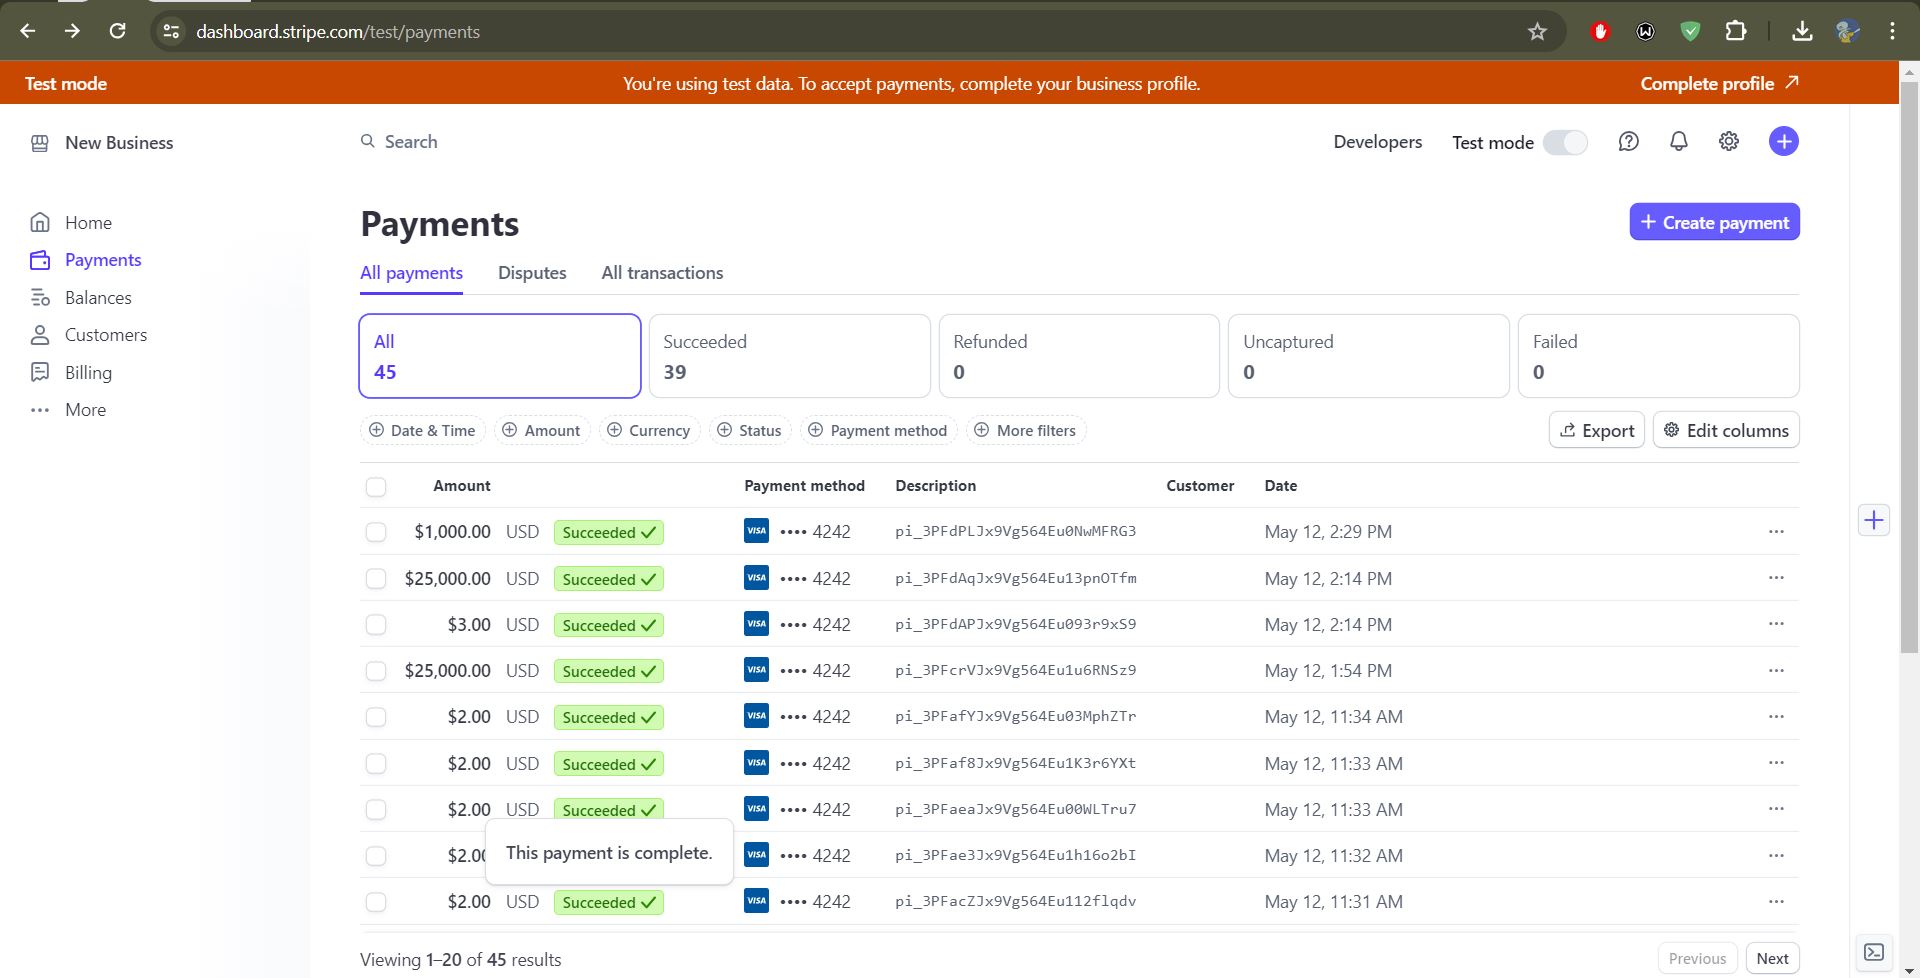 dashboard.stripe.com/test/payments
Test mode
You're using test data. To accept payments, complete your business profile.
Complete profile
New Business
Search
Developers
Test mode
Home
Payments
Balances
Customers
Billing
More
Payments
Create payment
All payments
Disputes
All transactions
All
45
Succeeded
39
Refunded
0
Uncaptured
0
Failed
0
Date & Time
Amount
Currency
Status
Payment method
More filters
Export
Edit columns
Amount Payment method Description Customer Date
$1,000.00 USD Succeeded VISA •••• 4242 pi_3PFdPLJx9Vg564Eu0NwMFRG3 May 12, 2:29 PM
$25,000.00 USD Succeeded VISA •••• 4242 pi_3PFdAqJx9Vg564Eu13pnOTfm May 12, 2:14 PM
$3.00 USD Succeeded VISA •••• 4242 pi_3PFdAPJx9Vg564Eu093r9xS9 May 12, 2:14 PM
$25,000.00 USD Succeeded VISA •••• 4242 pi_3PFcrVJx9Vg564Eu1u6RNSz9 May 12, 1:54 PM
$2.00 USD Succeeded VISA •••• 4242 pi_3PFafYJx9Vg564Eu03MphZTr May 12, 11:34 AM
$2.00 USD Succeeded VISA •••• 4242 pi_3PFaf8Jx9Vg564Eu1K3r6YXt May 12, 11:33 AM
$2.00 USD Succeeded VISA •••• 4242 pi_3PFaeaJx9Vg564Eu00WLTru7 May 12, 11:33 AM
$2.00 VISA •••• 4242 pi_3PFae3Jx9Vg564Eu1h16o2bI May 12, 11:32 AM
This payment is complete.
$2.00 USD Succeeded VISA •••• 4242 pi_3PFacZJx9Vg564Eu112flqdv May 12, 11:31 AM
Viewing 1–20 of 45 results
Previous
Next